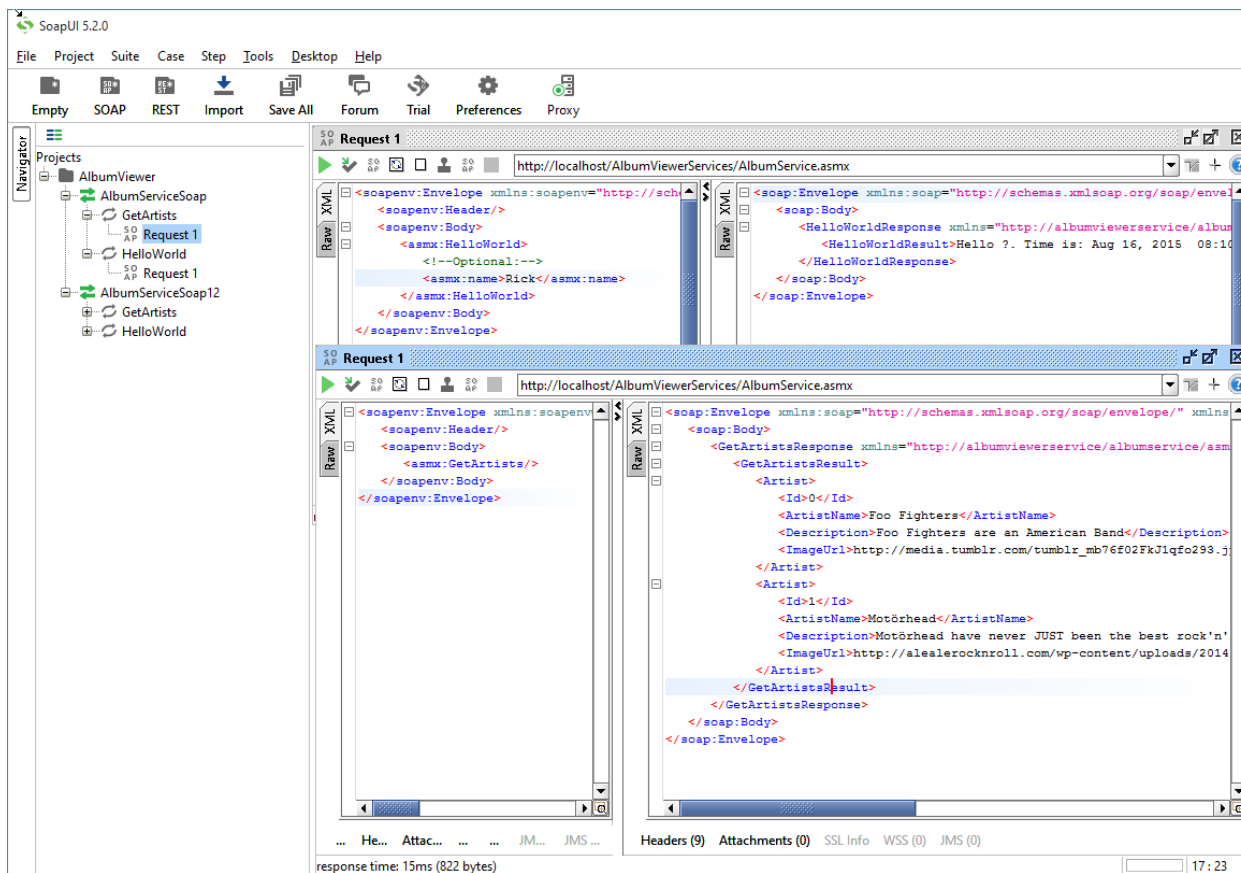 SoapUI 5.2.0
File Project Suite Case Step Tools Desktop Help
Empty SOAP REST Import Save All Forum Trial Preferences Proxy
Navigator
Projects
AlbumViewer
AlbumServiceSoap
GetArtists
Request 1
HelloWorld
Request 1
AlbumServiceSoap12
GetArtists
HelloWorld
Request 1
http://localhost/AlbumViewerServices/AlbumService.asmx
XML
Raw
<soapenv:Envelope xmlns:soapenv="http://sch
<soapenv:Header/>
<soapenv:Body>
<asmx:HelloWorld>
<!--Optional:-->
<asmx:name>Rick</asmx:name>
</asmx:HelloWorld>
</soapenv:Body>
</soapenv:Envelope>
XML
Raw
<soap:Envelope xmlns:soap="http://schemas.xmlsoap.org/soap/envel
<soap:Body>
<HelloWorldResponse xmlns="http://albumviewerservice/album
<HelloWorldResult>Hello ?. Time is: Aug 16, 2015 08:10
</HelloWorldResponse>
</soap:Body>
</soap:Envelope>
Request 1
http://localhost/AlbumViewerServices/AlbumService.asmx
XML
Raw
<soapenv:Envelope xmlns:soapenv
<soapenv:Header/>
<soapenv:Body>
<asmx:GetArtists/>
</soapenv:Body>
</soapenv:Envelope>
XML
Raw
<soap:Envelope xmlns:soap="http://schemas.xmlsoap.org/soap/envelope/" xmlns
<soap:Body>
<GetArtistsResponse xmlns="http://albumviewerservice/albumservice/asm
<GetArtistsResult>
<Artist>
<Id>0</Id>
<ArtistName>Foo Fighters</ArtistName>
<Description>Foo Fighters are an American Band</Description>
<ImageUrl>http://media.tumblr.com/tumblr_mb76f02FkJ1qfo293.j
</Artist>
<Artist>
<Id>1</Id>
<ArtistName>Motörhead</ArtistName>
<Description>Motörhead have never JUST been the best rock'n'
<ImageUrl>http://alealerocknroll.com/wp-content/uploads/2014
</Artist>
</GetArtistsResult>
</GetArtistsResponse>
</soap:Body>
</soap:Envelope>
... He... Attac... ... ... JM... JMS ...
Headers (9) Attachments (0) SSL Info WSS (0) JMS (0)
response time: 15ms (822 bytes)
17 : 23